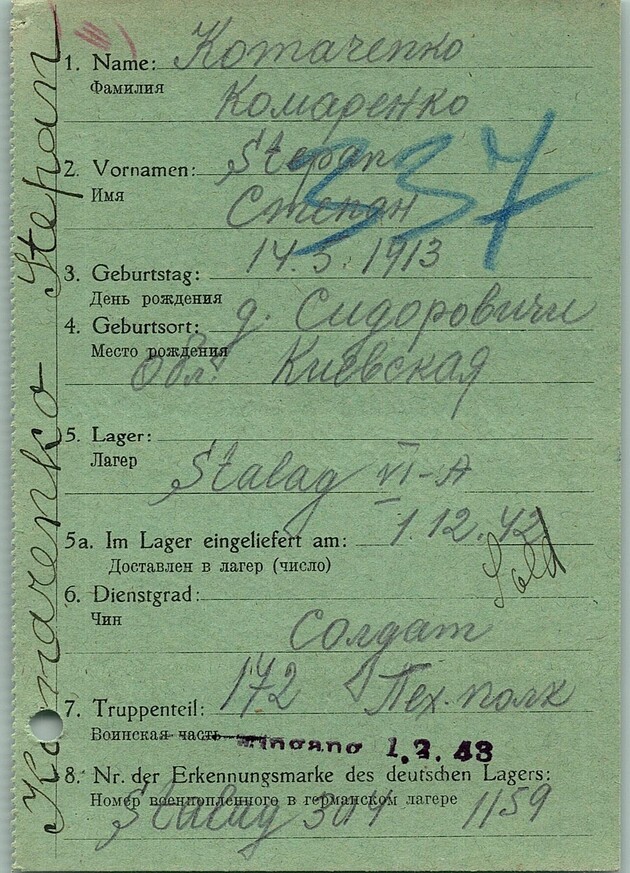 1. Name: Komarenko
Фамилия
Комаренко
2. Vornamen: Stepan
Имя
Степан
337
3. Geburtstag: 14.5.1913
День рождения
4. Geburtsort: д. Сидоровичи
Место рождения
Обл. Киевская
5. Lager:
Лагер
Stalag VI-A
5a. Im Lager eingeliefert am: 1.12.42
Доставлен в лагер (число)
Sold
6. Dienstgrad:
Чин
Солдат
7. Truppenteil: 172 Пех. полк
Воинская часть
Eingang 1.2.43
8. Nr. der Erkennungsmarke des deutschen Lagers:
Номер военнопленного в германском лагере
Stalag 304 1159
Komarenko Stepan